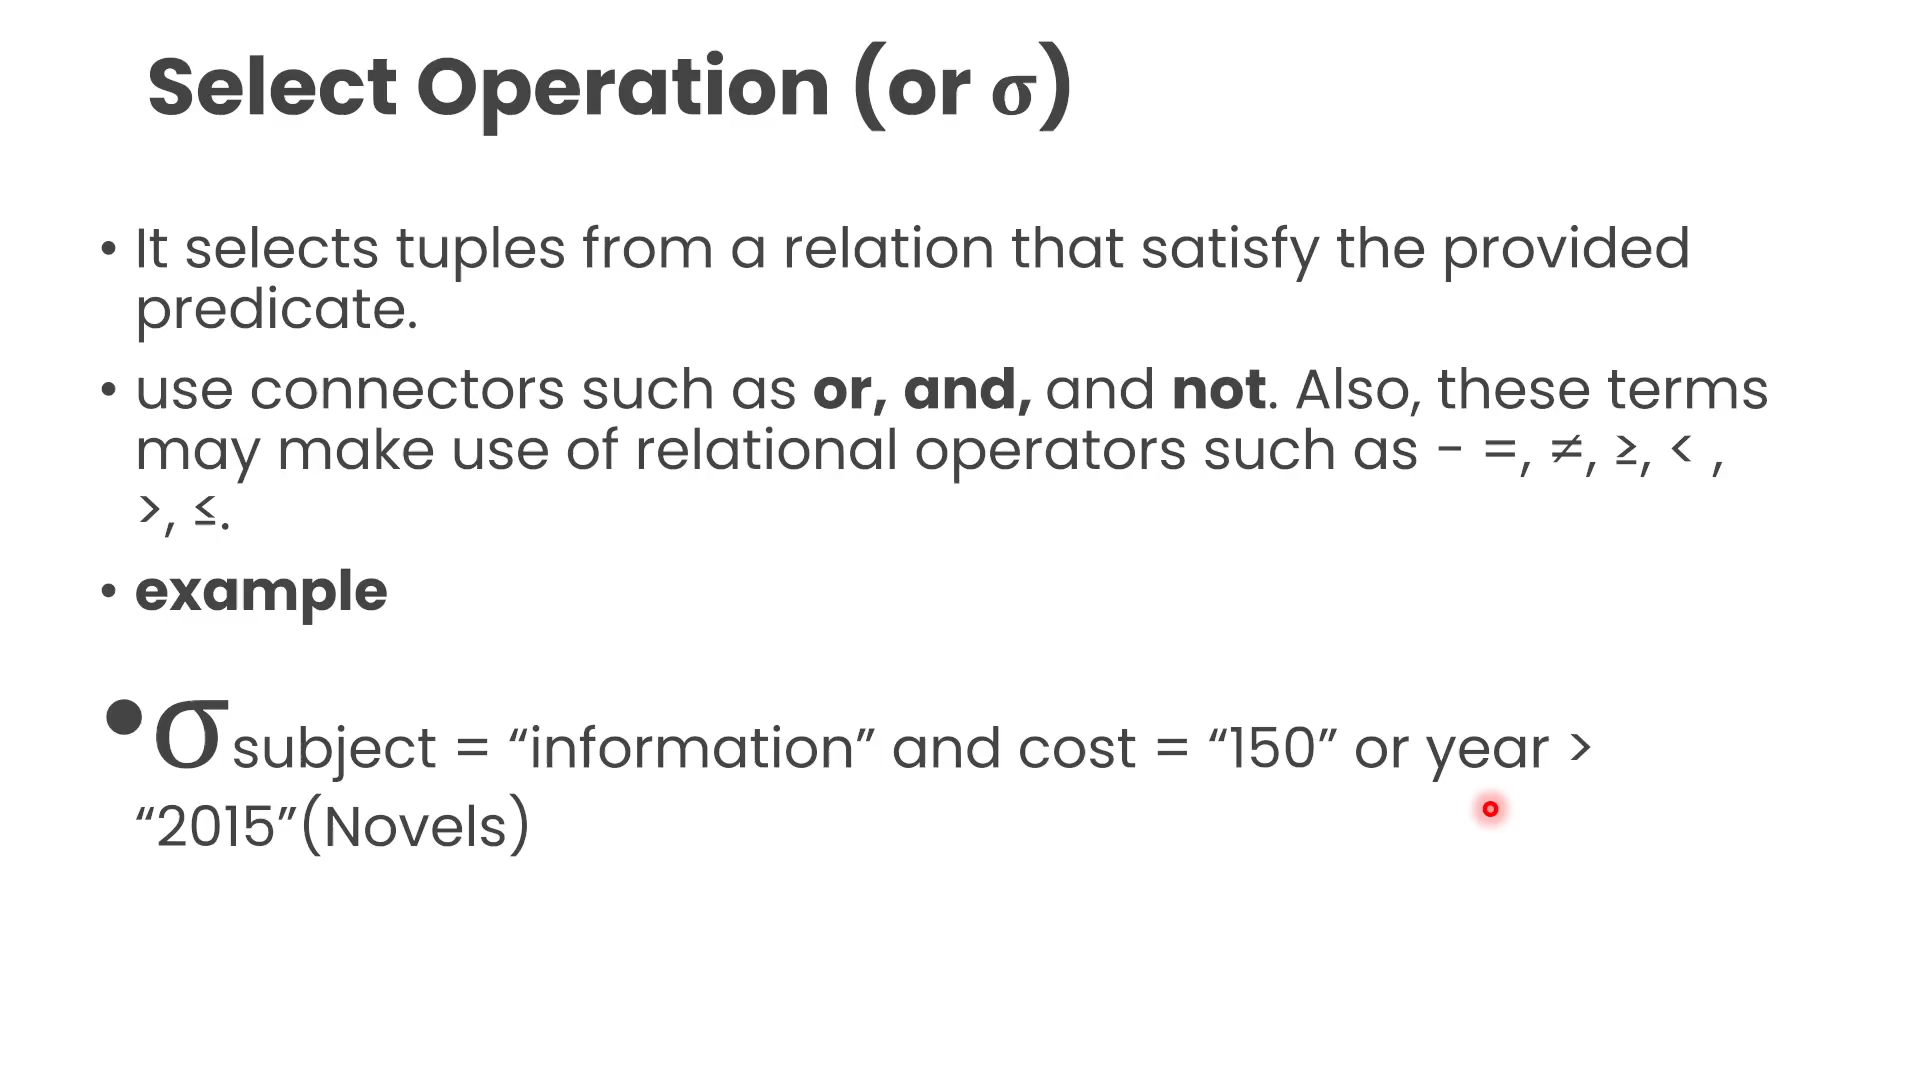 Select Operation (or σ)
• It selects tuples from a relation that satisfy the provided
predicate.
• use connectors such as or, and, and not. Also, these terms
may make use of relational operators such as - =, ≠, ≥, < ,
>, ≤.
• example
•σsubject = “information” and cost = “150” or year >
“2015”(Novels)